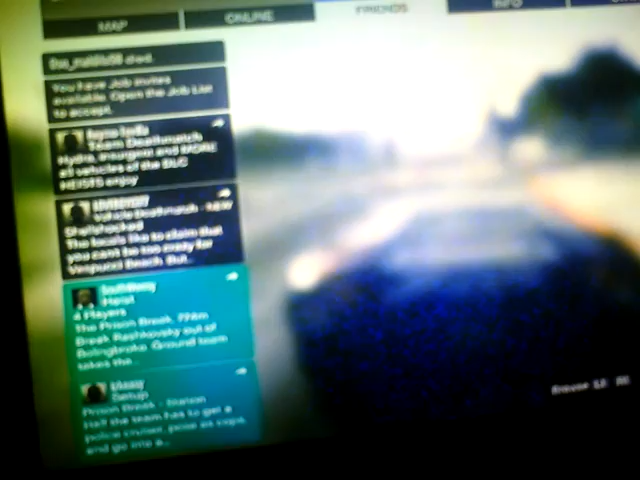 MAP
ONLINE
FRIENDS
INFO
died.
You have Job invites
available. Open the Job List
to accept.
Team Deathmatch
Hydra, Insurgent and MORE
all vehicles of the DLC
HEISTS enjoy
Vehicle Deathmatch - NEW
Shellshocked
The locals like to claim that
you can't be too crazy for
Vespucci Beach. But...
Heist
4 Players
The Prison Break. 77Am
Break Rashkovsky out of
Bolingbroke. Ground team
takes the...
Setup
Prison Break - Station
Half the team has to get a
police cruiser, pose as cops,
and go into a...